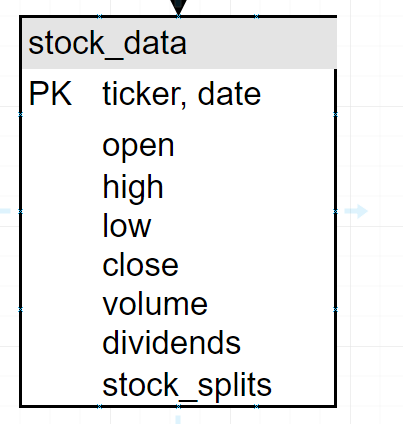 stock_data
PK ticker, date
open
high
low
close
volume
dividends
stock_splits